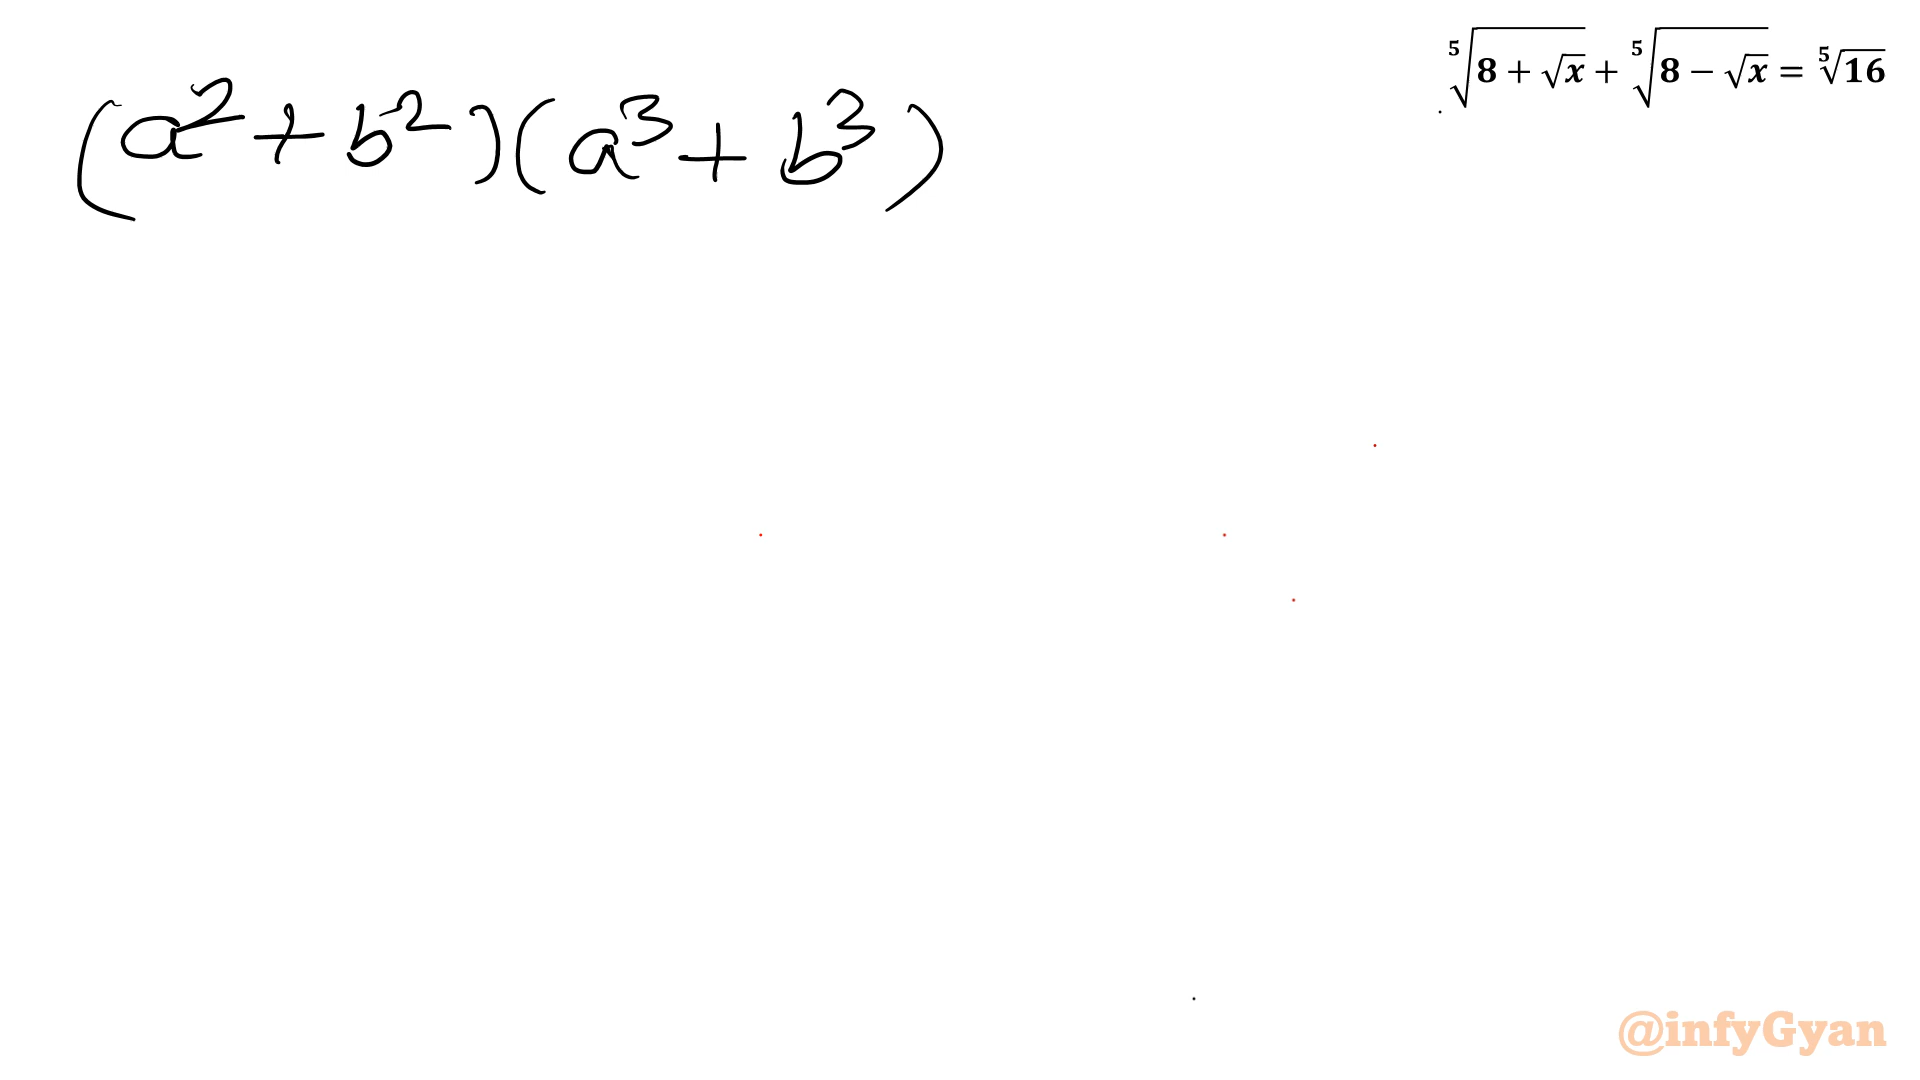 (a²+b²)(a³+b³)
⁵√(8+√x) + ⁵√(8−√x) = ⁵√16
@infyGyan